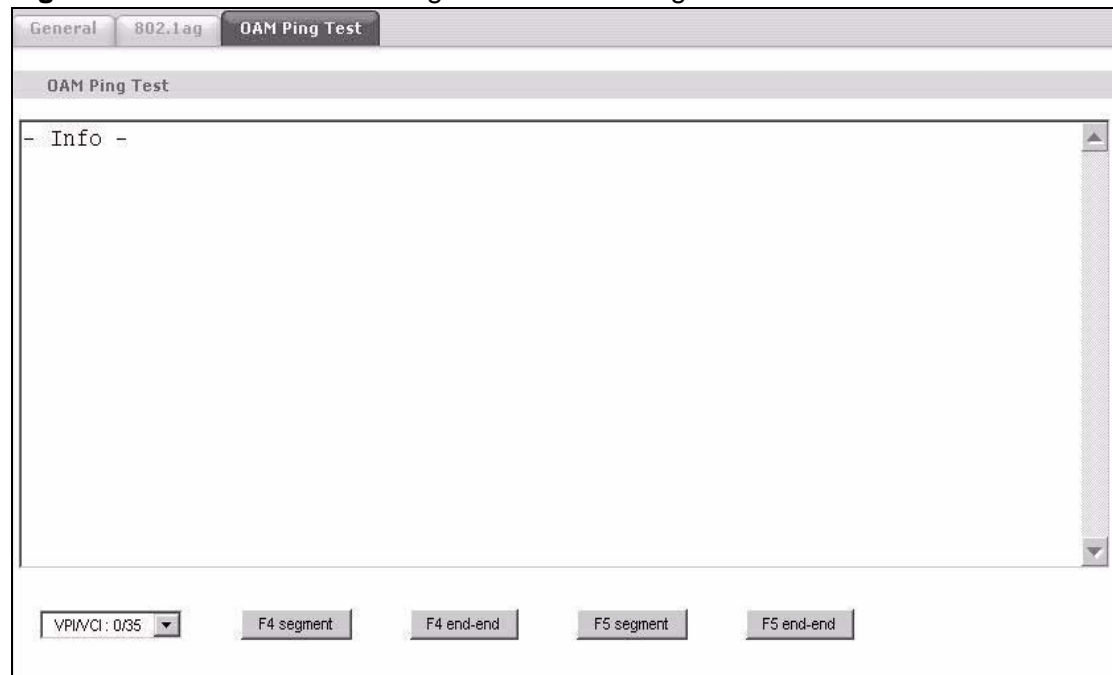 General 802.1ag OAM Ping Test
OAM Ping Test
- Info -
VPI/VCI : 0/35 F4 segment F4 end-end F5 segment F5 end-end